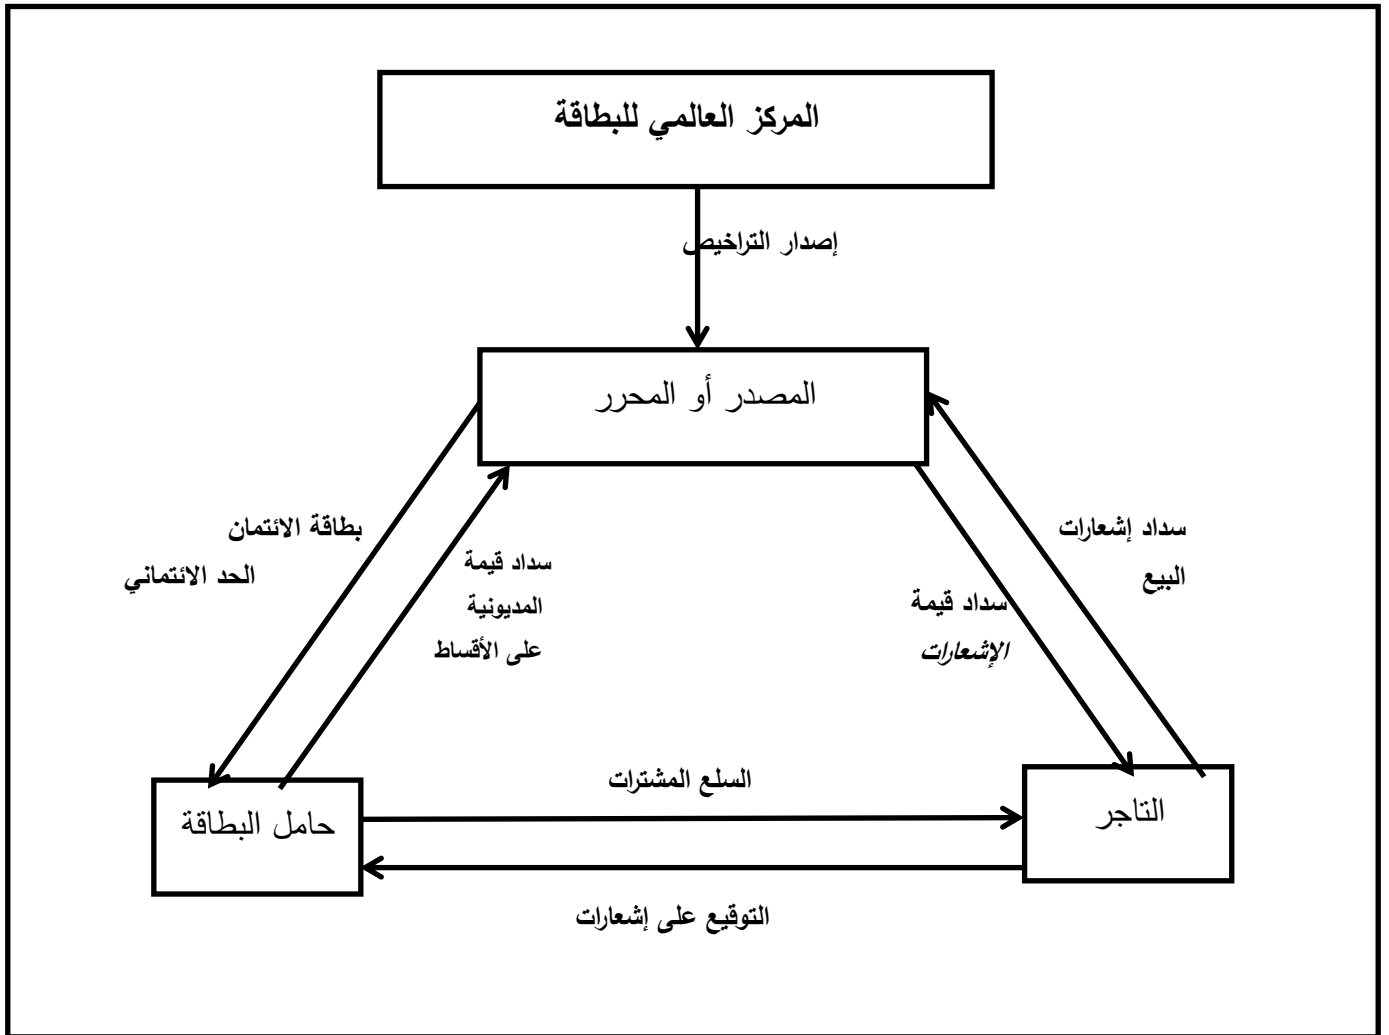 المركز العالمي للبطاقة
إصدار التراخيص
المصدر أو المحرر
سداد إشعارات
البيع
سداد قيمة
الإشعارات
سداد قيمة
المديونية
على الأقساط
بطاقة الائتمان
الحد الائتماني
التاجر
السلع المشترات
حامل البطاقة
التوقيع على إشعارات